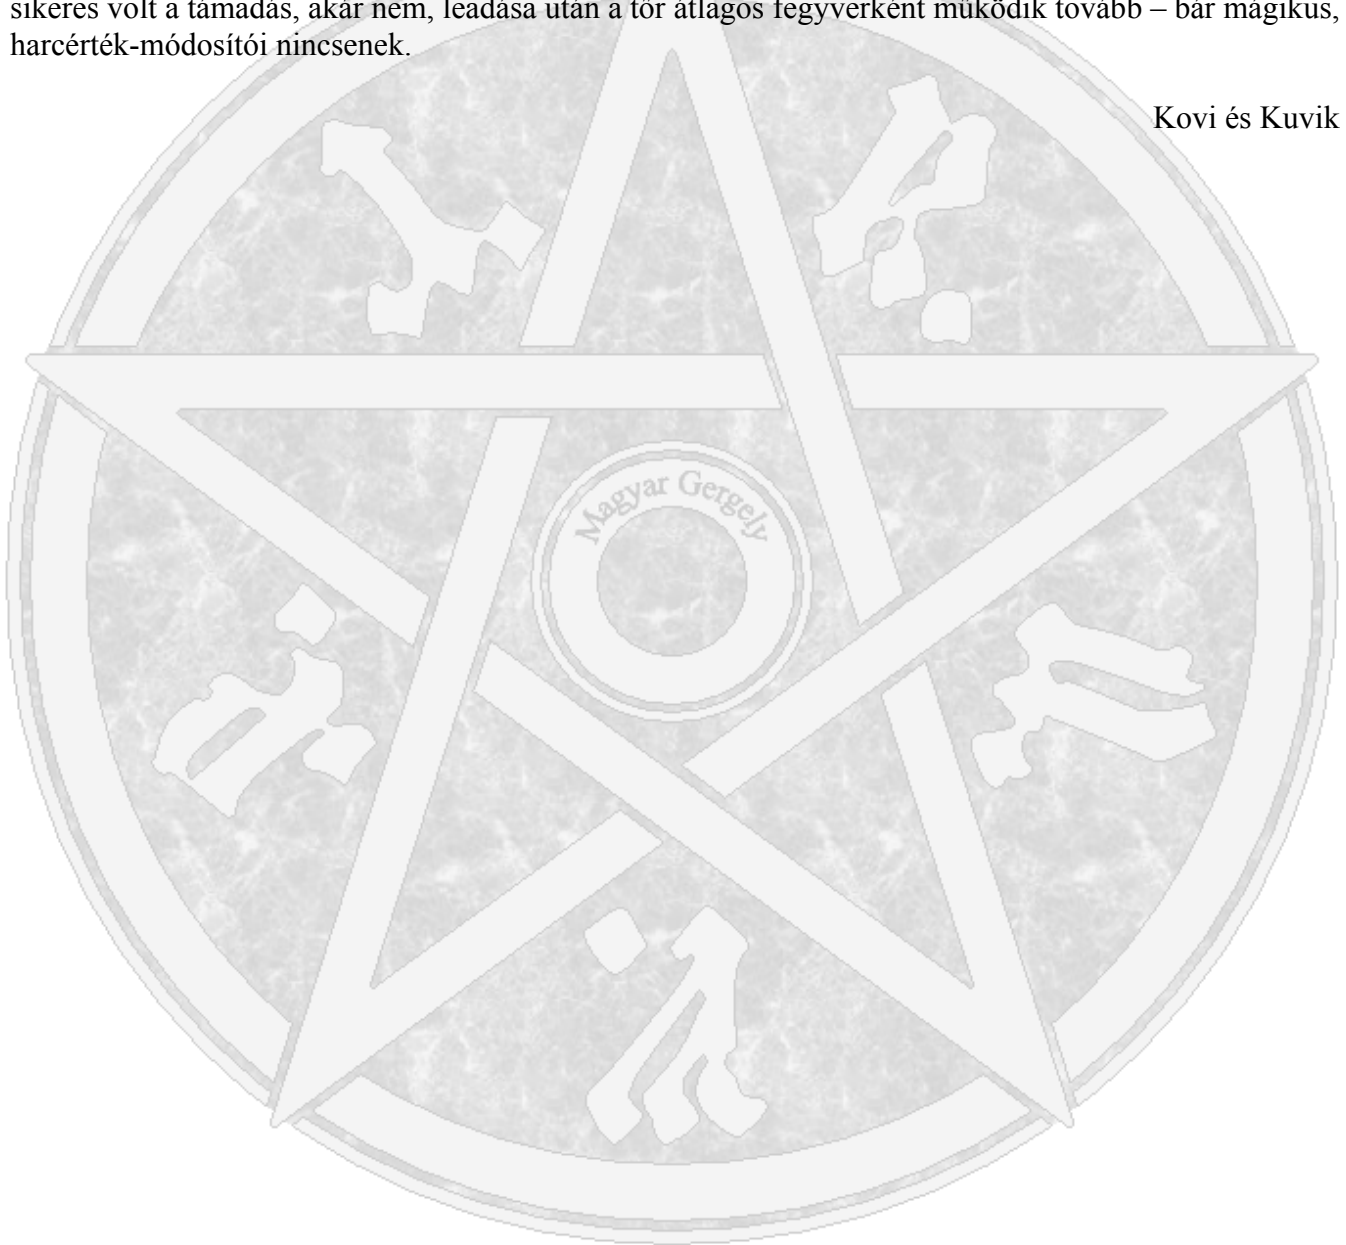 sikeres volt a támadás, akár nem, leadása után a tőr átlagos fegyverként működik tovább – bár mágikus,
harcérték-módosítói nincsenek.
Kovi és Kuvik
Magyar Gergely